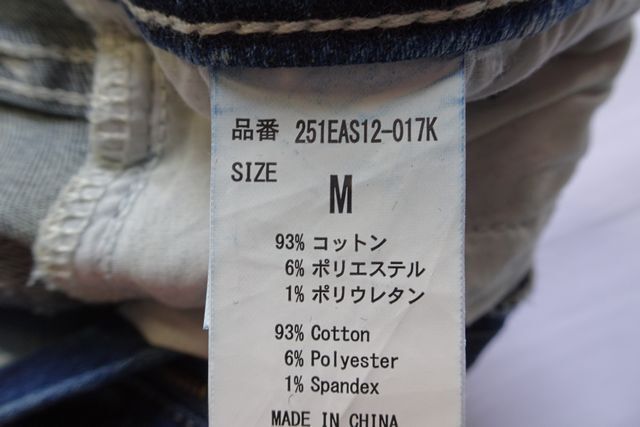 品番 251EAS12-017K
SIZE
M
93% コットン
6% ポリエステル
1% ポリウレタン
93% Cotton
6% Polyester
1% Spandex
MADE IN CHINA